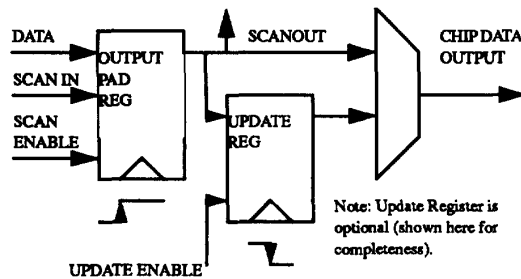 DATA
SCAN IN
SCAN
ENABLE
OUTPUT
PAD
REG
SCANOUT
UPDATE
REG
CHIP DATA
OUTPUT
UPDATE ENABLE
Note: Update Register is
optional (shown here for
completeness).